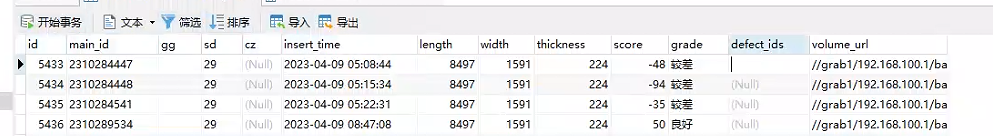 开始事务 文本 筛选 排序 导入 导出
id main_id gg sd cz insert_time length width thickness score grade defect_ids volume_url
5433 2310284447 29 (Null) 2023-04-09 05:08:44 8497 1591 224 -48 较差 //grab1/192.168.100.1/ba
5434 2310284448 29 (Null) 2023-04-09 05:15:34 8497 1591 224 -94 较差 (Null) //grab1/192.168.100.1/ba
5435 2310284541 29 (Null) 2023-04-09 05:22:31 8497 1591 224 -35 较差 (Null) //grab1/192.168.100.1/ba
5436 2310289534 29 (Null) 2023-04-09 08:47:08 8497 1591 224 50 良好 (Null) //grab1/192.168.100.1/ba